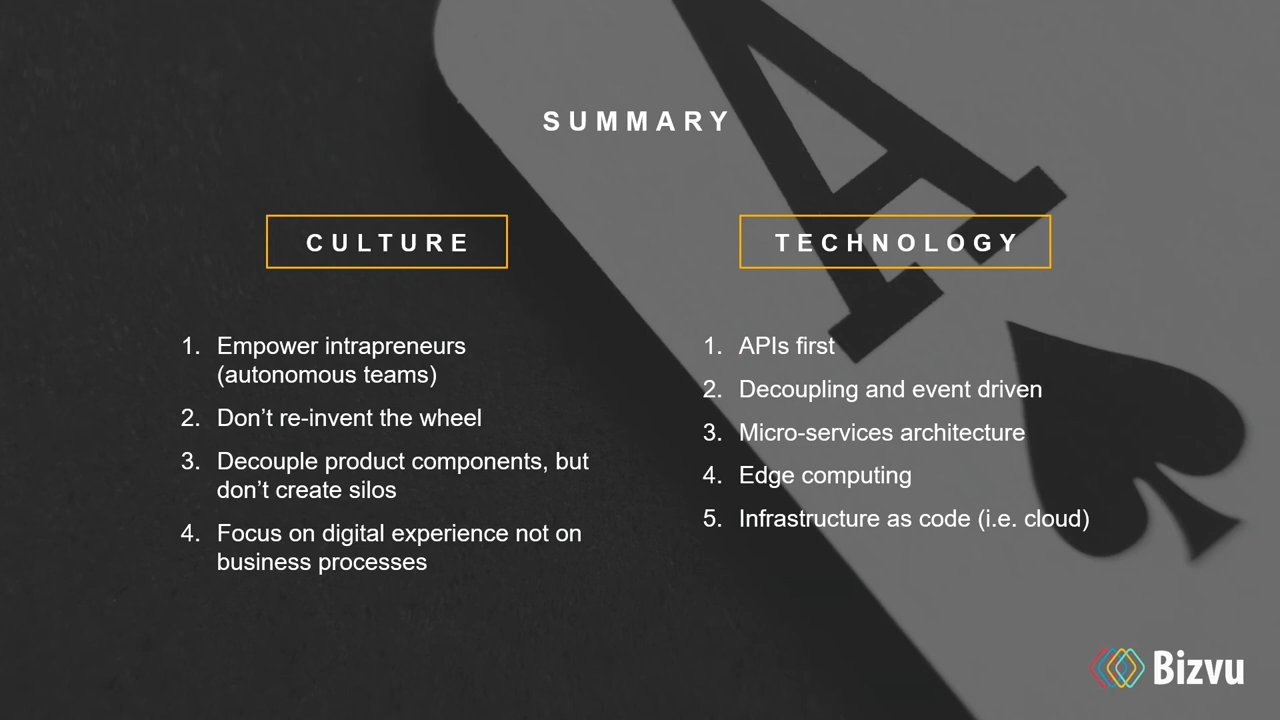 SUMMARY
CULTURE
1. Empower intrapreneurs
(autonomous teams)
2. Don’t re-invent the wheel
3. Decouple product components, but
don’t create silos
4. Focus on digital experience not on
business processes
TECHNOLOGY
1. APIs first
2. Decoupling and event driven
3. Micro-services architecture
4. Edge computing
5. Infrastructure as code (i.e. cloud)
A
Bizvu